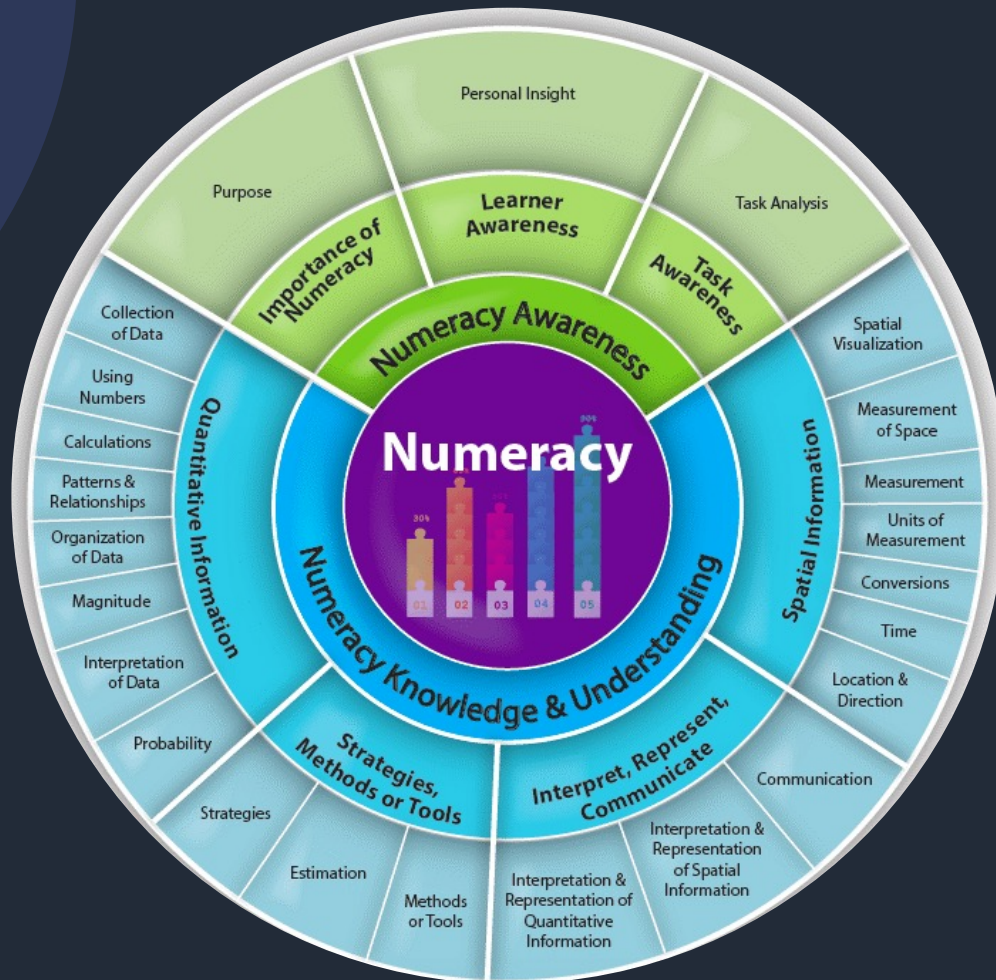 Personal Insight
Purpose
Task Analysis
Importance of
Numeracy
Learner
Awareness
Task
Awareness
Numeracy Awareness
Numeracy
30%
90%
01
02
03
04
05
Numeracy Knowledge & Understanding
Quantitative Information
Collection
of Data
Using
Numbers
Calculations
Patterns &
Relationships
Organization
of Data
Magnitude
Interpretation
of Data
Probability
Strategies,
Methods or Tools
Strategies
Estimation
Methods
or Tools
Interpret, Represent,
Communicate
Interpretation &
Representation of
Quantitative
Information
Interpretation &
Representation
of Spatial
Information
Communication
Spatial Information
Spatial
Visualization
Measurement
of Space
Measurement
Units of
Measurement
Conversions
Time
Location &
Direction